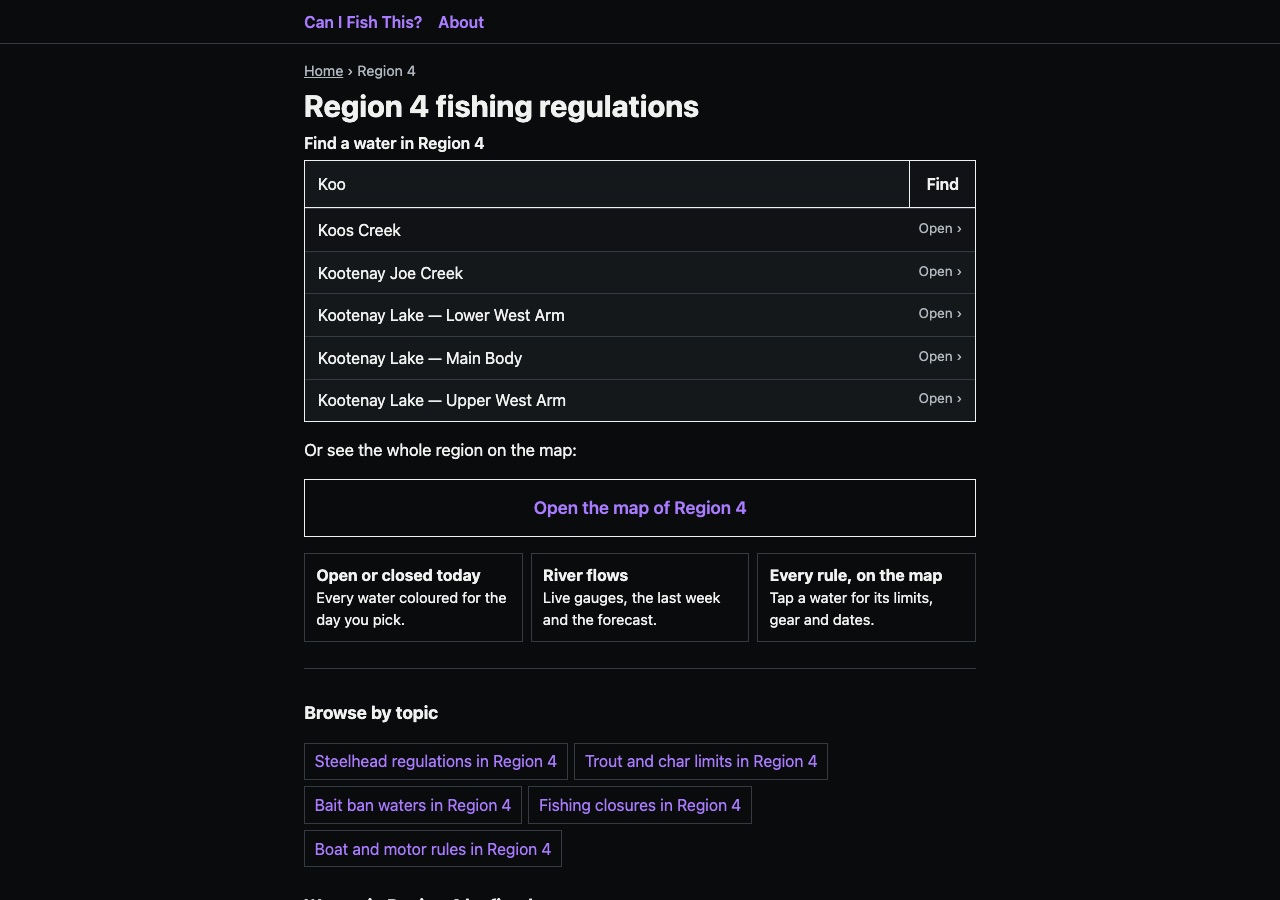 Can I Fish This? About
Home › Region 4
Region 4 fishing regulations
Find a water in Region 4
Koo Find
Koos Creek Open ›
Kootenay Joe Creek Open ›
Kootenay Lake — Lower West Arm Open ›
Kootenay Lake — Main Body Open ›
Kootenay Lake — Upper West Arm Open ›
Or see the whole region on the map:
Open the map of Region 4
Open or closed today
Every water coloured for the
day you pick.
River flows
Live gauges, the last week
and the forecast.
Every rule, on the map
Tap a water for its limits,
gear and dates.
Browse by topic
Steelhead regulations in Region 4 Trout and char limits in Region 4
Bait ban waters in Region 4 Fishing closures in Region 4
Boat and motor rules in Region 4